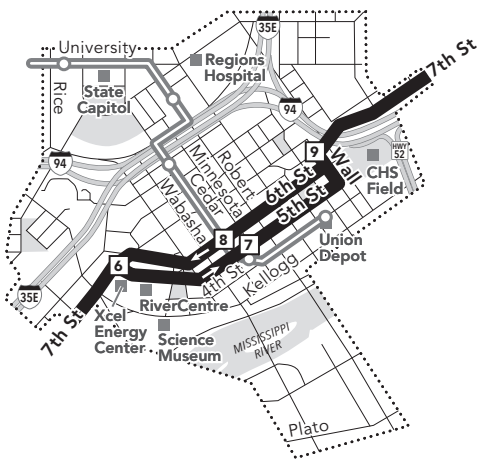 35E
7th St
University
Regions
Hospital
Rice
State
Capitol
94
9
HWY
52
94
Wall
CHS
Field
Robert
Minnesota
Cedar
Wabasha
6th St
5th St
8
7
Union
Depot
6
4th St
Kellogg
35E
7th St
RiverCentre
Xcel
Energy
Center
Science
Museum
MISSISSIPPI
RIVER
Plato